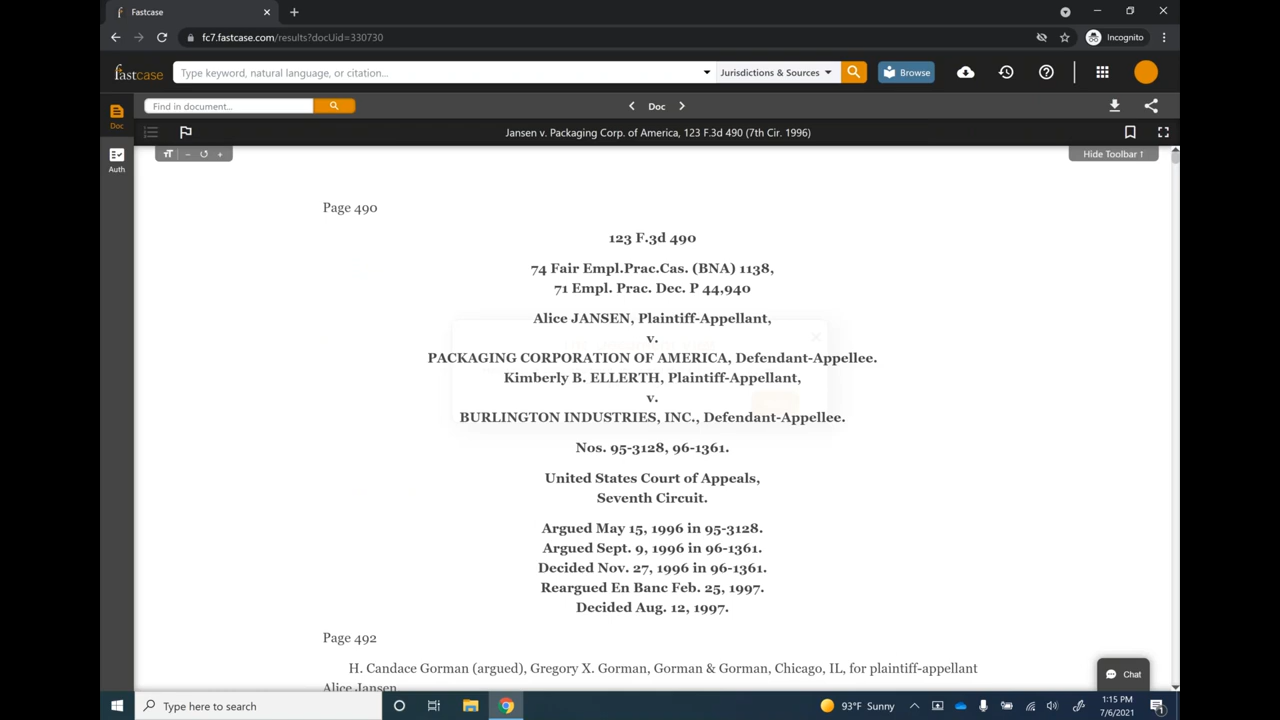 Fastcase
fc7.fastcase.com/results?docUid=330730
Incognito
fastcase
Type keyword, natural language, or citation...
Jurisdictions & Sources
Browse
Find in document...
Doc
Doc
Jansen v. Packaging Corp. of America, 123 F.3d 490 (7th Cir. 1996)
Auth
Hide Toolbar ↑
Page 490
123 F.3d 490
74 Fair Empl.Prac.Cas. (BNA) 1138,
71 Empl. Prac. Dec. P 44,940
Alice JANSEN, Plaintiff-Appellant,
v.
PACKAGING CORPORATION OF AMERICA, Defendant-Appellee.
Kimberly B. ELLERTH, Plaintiff-Appellant,
v.
BURLINGTON INDUSTRIES, INC., Defendant-Appellee.
Nos. 95-3128, 96-1361.
United States Court of Appeals,
Seventh Circuit.
Argued May 15, 1996 in 95-3128.
Argued Sept. 9, 1996 in 96-1361.
Decided Nov. 27, 1996 in 96-1361.
Reargued En Banc Feb. 25, 1997.
Decided Aug. 12, 1997.
Page 492
H. Candace Gorman (argued), Gregory X. Gorman, Gorman & Gorman, Chicago, IL, for plaintiff-appellant
Alice Jansen
Chat
Type here to search
93°F Sunny
1:15 PM
7/6/2021
1